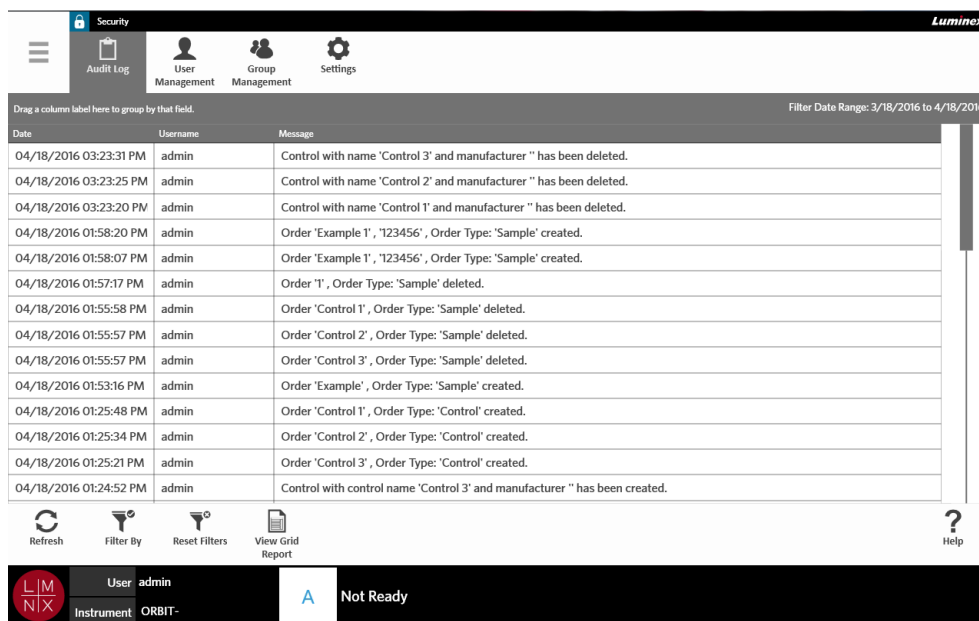 Security
Luminex
Audit Log
User Management
Group Management
Settings
Drag a column label here to group by that field.
Filter Date Range: 3/18/2016 to 4/18/2016
Date Username Message
04/18/2016 03:23:31 PM admin Control with name 'Control 3' and manufacturer '' has been deleted.
04/18/2016 03:23:25 PM admin Control with name 'Control 2' and manufacturer '' has been deleted.
04/18/2016 03:23:20 PM admin Control with name 'Control 1' and manufacturer '' has been deleted.
04/18/2016 01:58:20 PM admin Order 'Example 1' , '123456' , Order Type: 'Sample' created.
04/18/2016 01:58:07 PM admin Order 'Example 1' , '123456' , Order Type: 'Sample' created.
04/18/2016 01:57:17 PM admin Order '1' , Order Type: 'Sample' deleted.
04/18/2016 01:55:58 PM admin Order 'Control 1' , Order Type: 'Sample' deleted.
04/18/2016 01:55:57 PM admin Order 'Control 2' , Order Type: 'Sample' deleted.
04/18/2016 01:55:57 PM admin Order 'Control 3' , Order Type: 'Sample' deleted.
04/18/2016 01:53:16 PM admin Order 'Example' , Order Type: 'Sample' created.
04/18/2016 01:25:48 PM admin Order 'Control 1' , Order Type: 'Control' created.
04/18/2016 01:25:34 PM admin Order 'Control 2' , Order Type: 'Control' created.
04/18/2016 01:25:21 PM admin Order 'Control 3' , Order Type: 'Control' created.
04/18/2016 01:24:52 PM admin Control with control name 'Control 3' and manufacturer '' has been created.
Refresh
Filter By
Reset Filters
View Grid Report
? Help
LMNX
User admin
Instrument ORBIT-
A
Not Ready